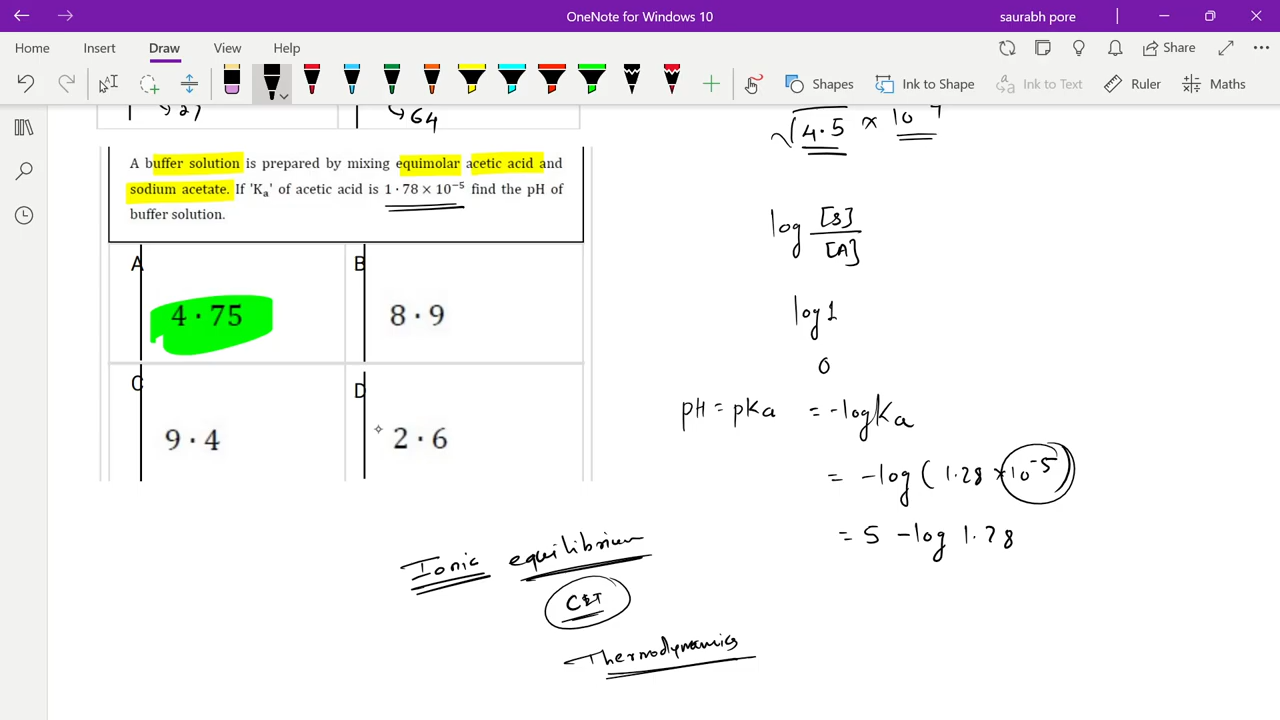 OneNote for Windows 10
saurabh pore
Home Insert Draw View Help
Share
Shapes Ink to Shape Ink to Text Ruler Maths
27
64
√4.5 × 10
A buffer solution is prepared by mixing equimolar acetic acid and
sodium acetate. If 'Ka' of acetic acid is 1·78 × 10⁻⁵ find the pH of
buffer solution.
A
4·75
B
8·9
C
9·4
D
2·6
log [S]/[A]
log 1
0
pH = pKa = -log Ka
= -log (1.78 × 10⁻⁵)
= 5 - log 1.78
Ionic equilibrium
CET
Thermodynamics